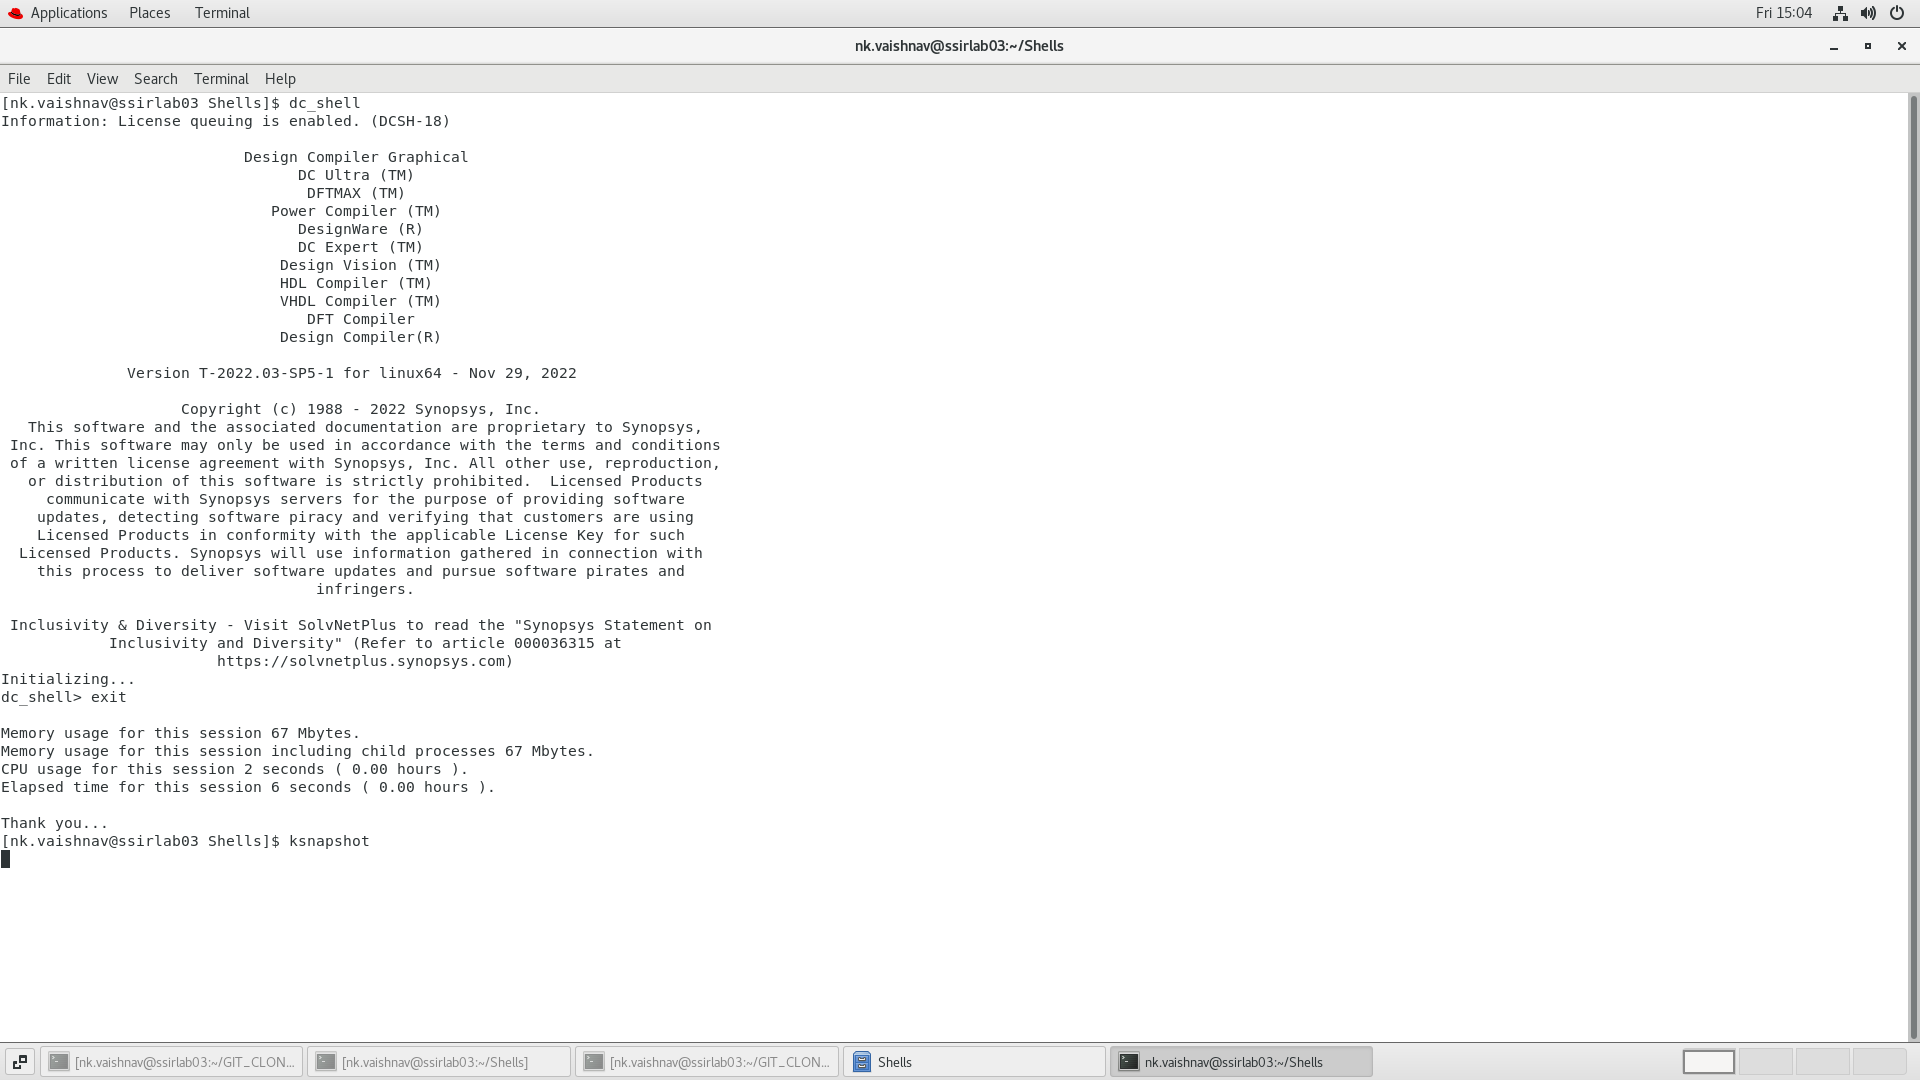 Applications Places Terminal Fri 15:04
nk.vaishnav@ssirlab03:~/Shells
File Edit View Search Terminal Help
[nk.vaishnav@ssirlab03 Shells]$ dc_shell
Information: License queuing is enabled. (DCSH-18)
Design Compiler Graphical
DC Ultra (TM)
DFTMAX (TM)
Power Compiler (TM)
DesignWare (R)
DC Expert (TM)
Design Vision (TM)
HDL Compiler (TM)
VHDL Compiler (TM)
DFT Compiler
Design Compiler(R)
Version T-2022.03-SP5-1 for linux64 - Nov 29, 2022
Copyright (c) 1988 - 2022 Synopsys, Inc.
This software and the associated documentation are proprietary to Synopsys,
Inc. This software may only be used in accordance with the terms and conditions
of a written license agreement with Synopsys, Inc. All other use, reproduction,
or distribution of this software is strictly prohibited.  Licensed Products
communicate with Synopsys servers for the purpose of providing software
updates, detecting software piracy and verifying that customers are using
Licensed Products in conformity with the applicable License Key for such
Licensed Products. Synopsys will use information gathered in connection with
this process to deliver software updates and pursue software pirates and
infringers.
Inclusivity & Diversity - Visit SolvNetPlus to read the "Synopsys Statement on
Inclusivity and Diversity" (Refer to article 000036315 at
https://solvnetplus.synopsys.com)
Initializing...
dc_shell> exit
Memory usage for this session 67 Mbytes.
Memory usage for this session including child processes 67 Mbytes.
CPU usage for this session 2 seconds ( 0.00 hours ).
Elapsed time for this session 6 seconds ( 0.00 hours ).
Thank you...
[nk.vaishnav@ssirlab03 Shells]$ ksnapshot
[nk.vaishnav@ssirlab03:~/GIT_CLON... [nk.vaishnav@ssirlab03:~/Shells] [nk.vaishnav@ssirlab03:~/GIT_CLON... Shells nk.vaishnav@ssirlab03:~/Shells